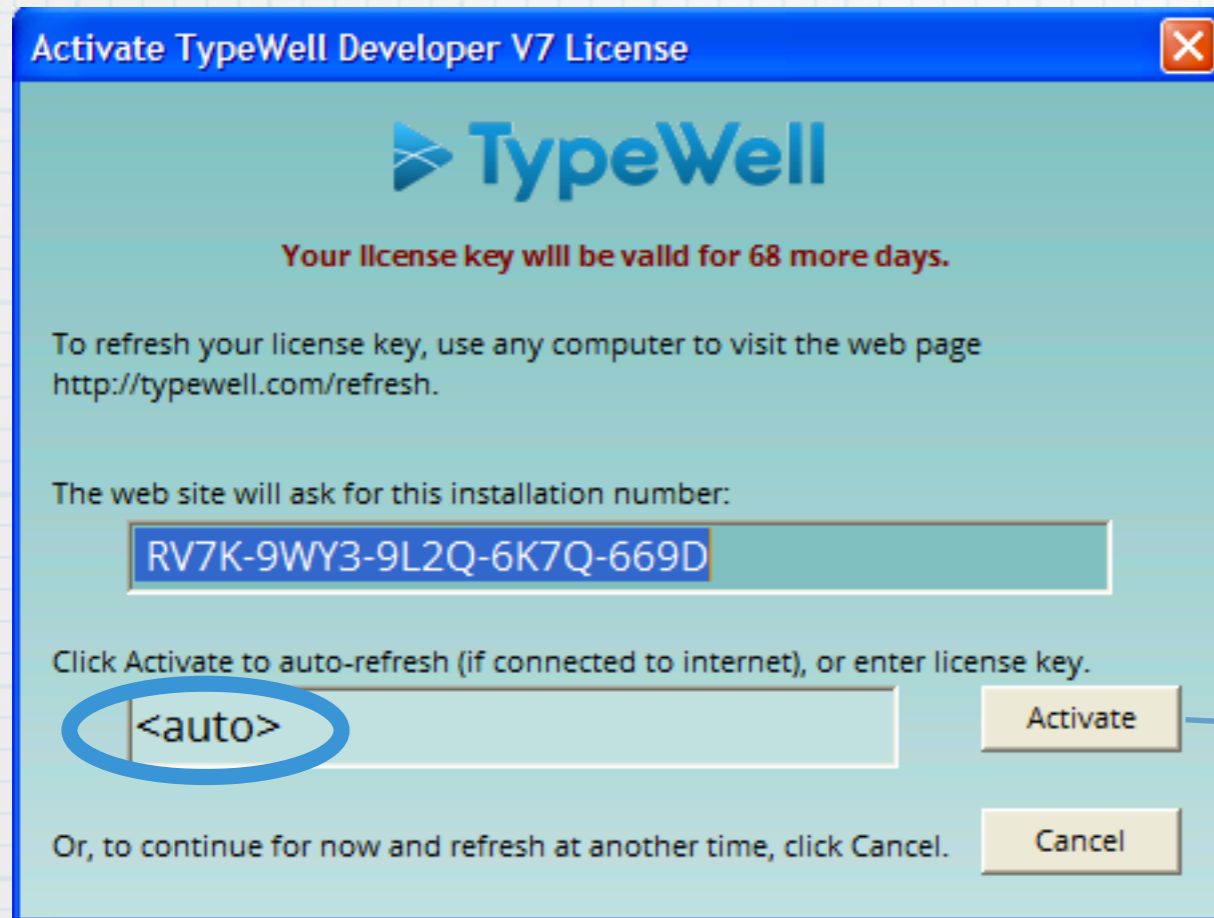 Activate TypeWell Developer V7 License
TypeWell
Your license key will be valid for 68 more days.
To refresh your license key, use any computer to visit the web page
http://typewell.com/refresh.
The web site will ask for this installation number:
RV7K-9WY3-9L2Q-6K7Q-669D
Click Activate to auto-refresh (if connected to internet), or enter license key.
<auto>
Activate
Or, to continue for now and refresh at another time, click Cancel.
Cancel